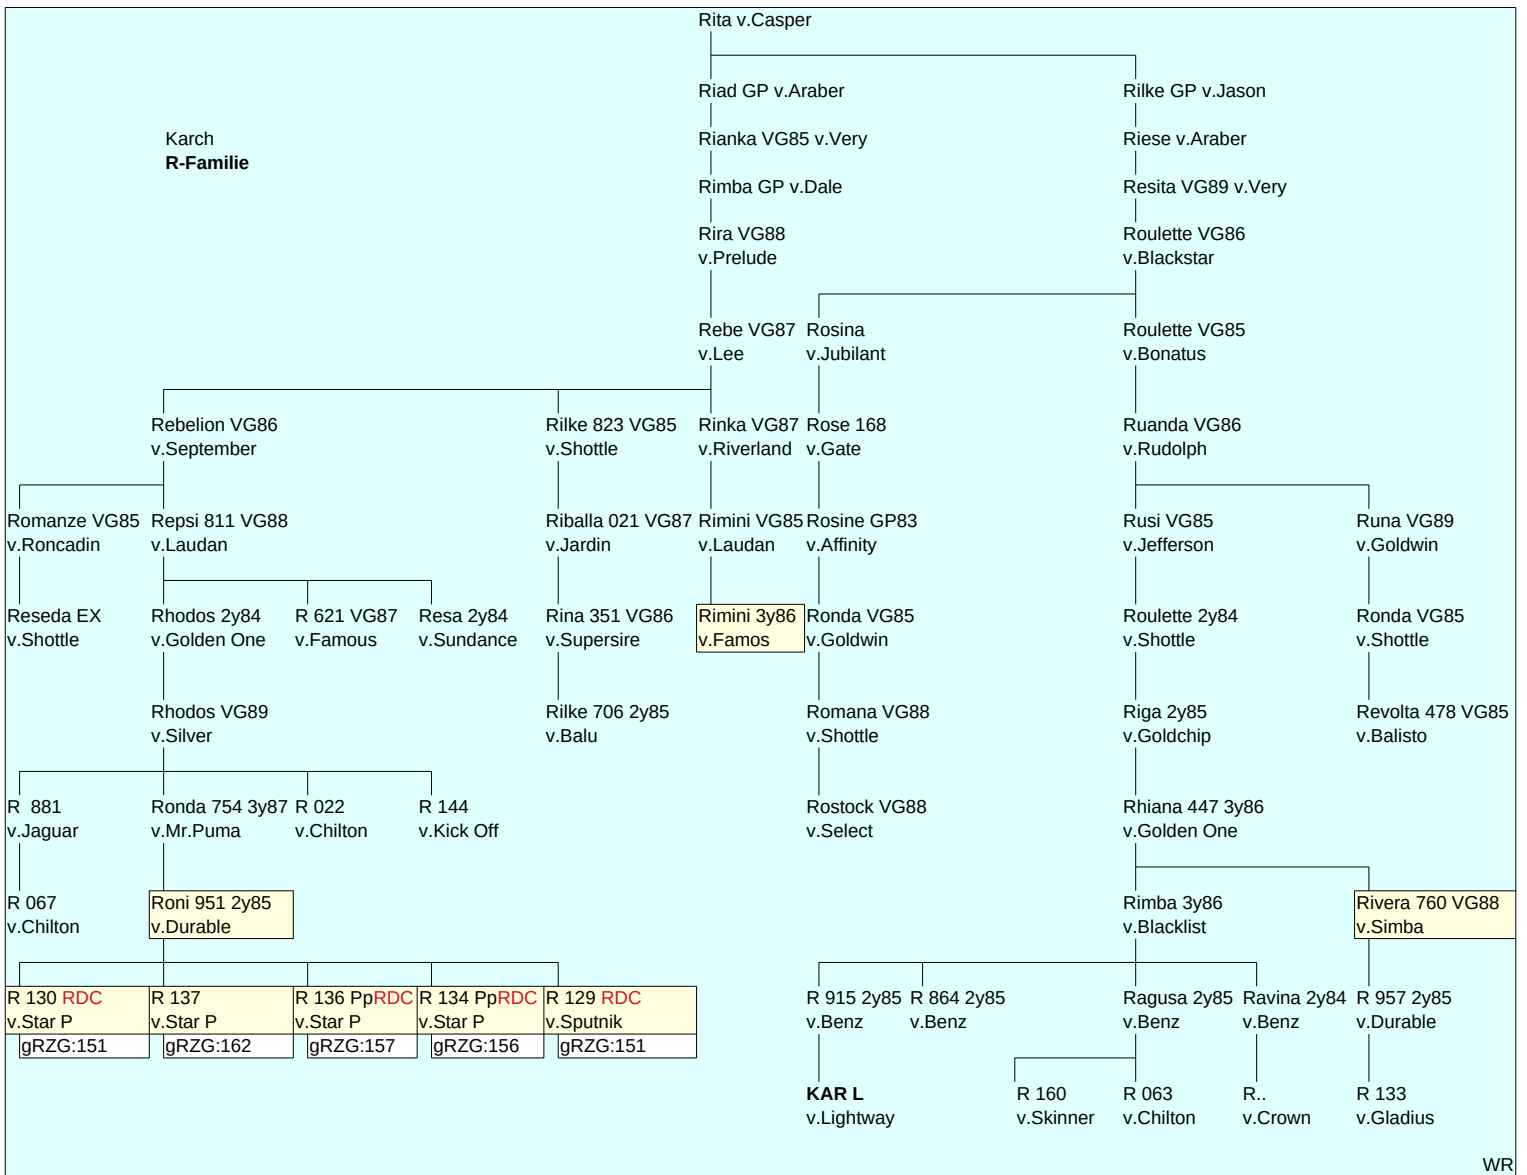 Rita v.Casper
Riad GP v.Araber
Rilke GP v.Jason
Karch
R-Familie
Rianka VG85 v.Very
Riese v.Araber
Rimba GP v.Dale
Resita VG89 v.Very
Rira VG88
v.Prelude
Roulette VG86
v.Blackstar
Rebe VG87
v.Lee
Rosina
v.Jubilant
Roulette VG85
v.Bonatus
Rebelion VG86
v.September
Rilke 823 VG85
v.Shottle
Rinka VG87
v.Riverland
Rose 168
v.Gate
Ruanda VG86
v.Rudolph
Romanze VG85
v.Roncadin
Repsi 811 VG88
v.Laudan
Riballa 021 VG87
v.Jardin
Rimini VG85
v.Laudan
Rosine GP83
v.Affinity
Rusi VG85
v.Jefferson
Runa VG89
v.Goldwin
Reseda EX
v.Shottle
Rhodos 2y84
v.Golden One
R 621 VG87
v.Famous
Resa 2y84
v.Sundance
Rina 351 VG86
v.Supersire
Rimini 3y86
v.Famos
Ronda VG85
v.Goldwin
Roulette 2y84
v.Shottle
Ronda VG85
v.Shottle
Rhodos VG89
v.Silver
Rilke 706 2y85
v.Balu
Romana VG88
v.Shottle
Riga 2y85
v.Goldchip
Revolta 478 VG85
v.Balisto
R 881
v.Jaguar
Ronda 754 3y87
v.Mr.Puma
R 022
v.Chilton
R 144
v.Kick Off
Rostock VG88
v.Select
Rhiana 447 3y86
v.Golden One
R 067
v.Chilton
Roni 951 2y85
v.Durable
Rimba 3y86
v.Blacklist
Rivera 760 VG88
v.Simba
R 130 RDC
v.Star P
gRZG:151
R 137
v.Star P
gRZG:162
R 136 PpRDC
v.Star P
gRZG:157
R 134 PpRDC
v.Star P
gRZG:156
R 129 RDC
v.Sputnik
gRZG:151
R 915 2y85
v.Benz
R 864 2y85
v.Benz
Ragusa 2y85
v.Benz
Ravina 2y84
v.Benz
R 957 2y85
v.Durable
KAR L
v.Lightway
R 160
v.Skinner
R 063
v.Chilton
R..
v.Crown
R 133
v.Gladius
WR